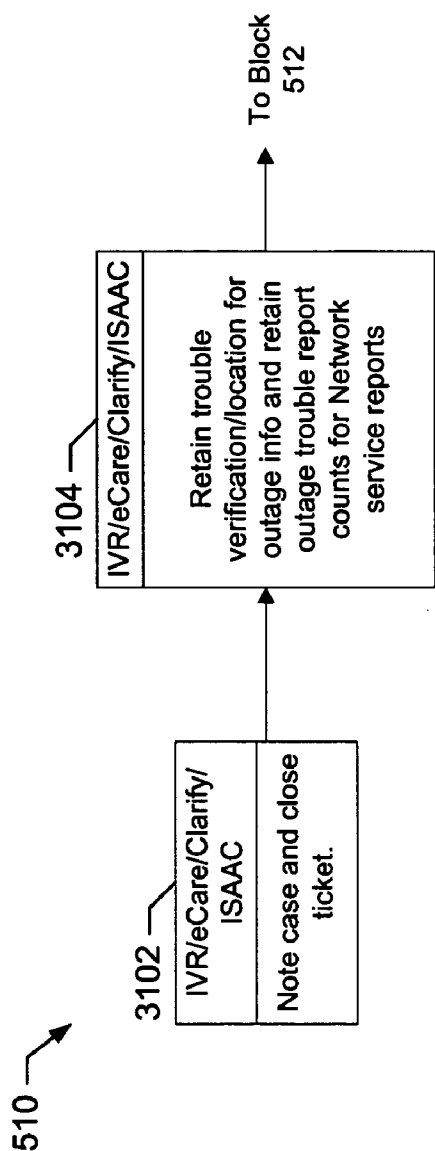 510
3102
IVR/eCare/Clarify/
ISAAC
Note case and close
ticket.
3104
IVR/eCare/Clarify/ISAAC
Retain trouble
verification/location for
outage info and retain
outage trouble report
counts for Network
service reports
To Block
512